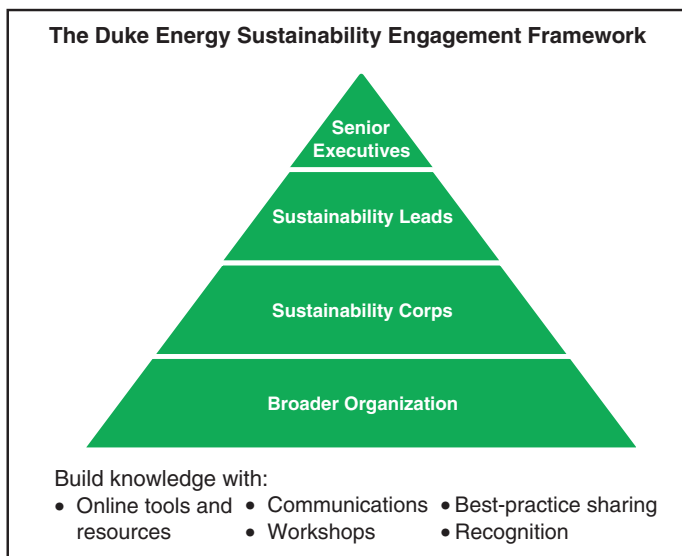 The Duke Energy Sustainability Engagement Framework
Senior
Executives
Sustainability Leads
Sustainability Corps
Broader Organization
Build knowledge with:
• Online tools and
resources
• Communications
• Workshops
• Best-practice sharing
• Recognition